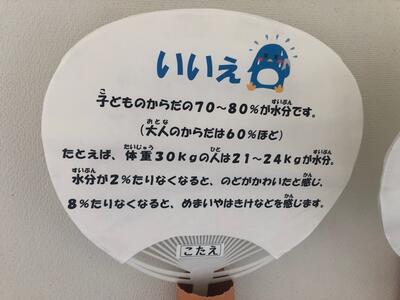 いいえ
子どものからだの70～80%が水分です。
(大人のからだは60%ほど)
たとえば、体重30kgの人は21～24kgが水分。
水分が2%たりなくなると、のどがかわいたと感じ、
8%たりなくなると、めまいやはき​けなどを感じます。
こたえ